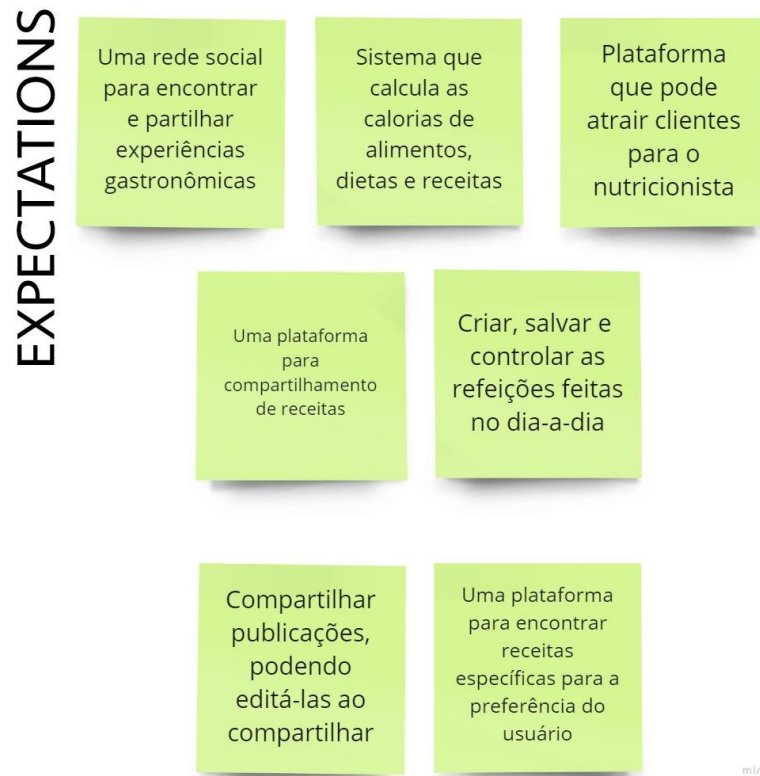 EXPECTATIONS
Uma rede social
para encontrar
e partilhar
experiências
gastronômicas
Sistema que
calcula as
calorias de
alimentos,
dietas e receitas
Plataforma
que pode
atrair clientes
para o
nutricionista
Uma plataforma
para
compartilhamento
de receitas
Criar, salvar e
controlar as
refeições feitas
no dia-a-dia
Compartilhar
publicações,
podendo
editá-las ao
compartilhar
Uma plataforma
para encontrar
receitas
específicas para a
preferência do
usuário